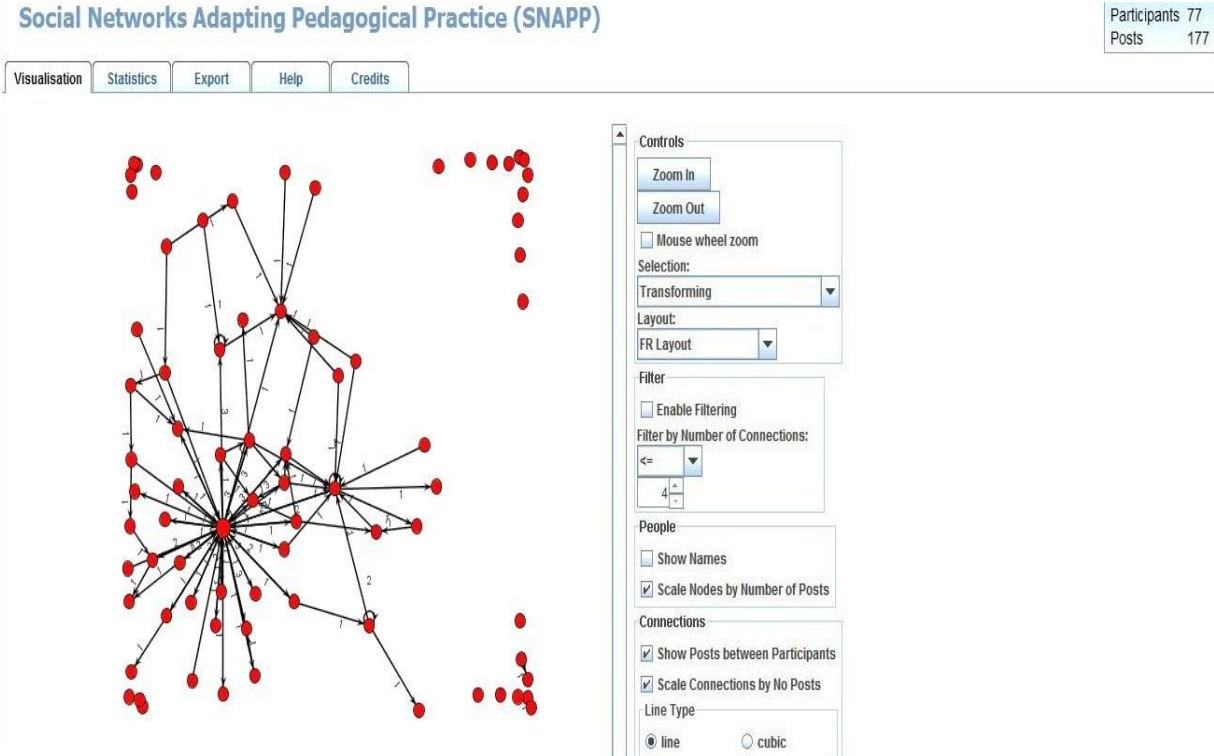 Social Networks Adapting Pedagogical Practice (SNAPP)
Participants 77
Posts 177
Visualisation Statistics Export Help Credits
Controls
Zoom In
Zoom Out
Mouse wheel zoom
Selection:
Transforming
Layout:
FR Layout
Filter
Enable Filtering
Filter by Number of Connections:
<=
4
People
Show Names
Scale Nodes by Number of Posts
Connections
Show Posts between Participants
Scale Connections by No Posts
Line Type
line cubic